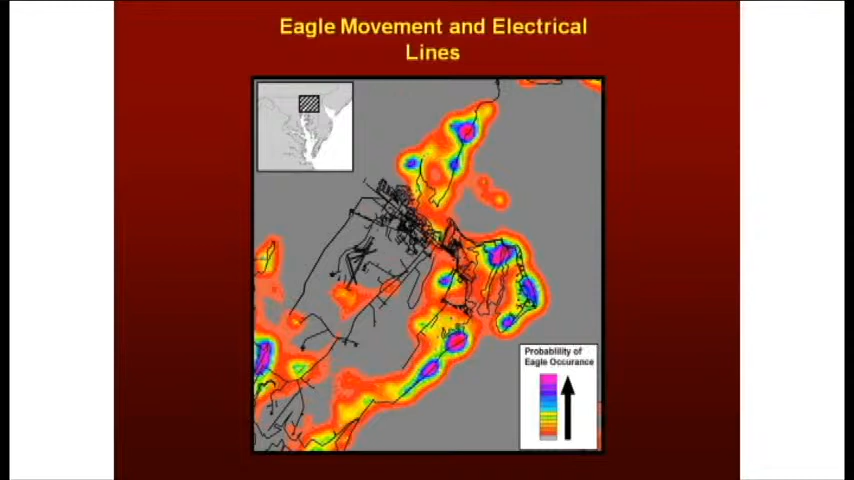 Eagle Movement and Electrical
Lines
Probability of
Eagle Occurance